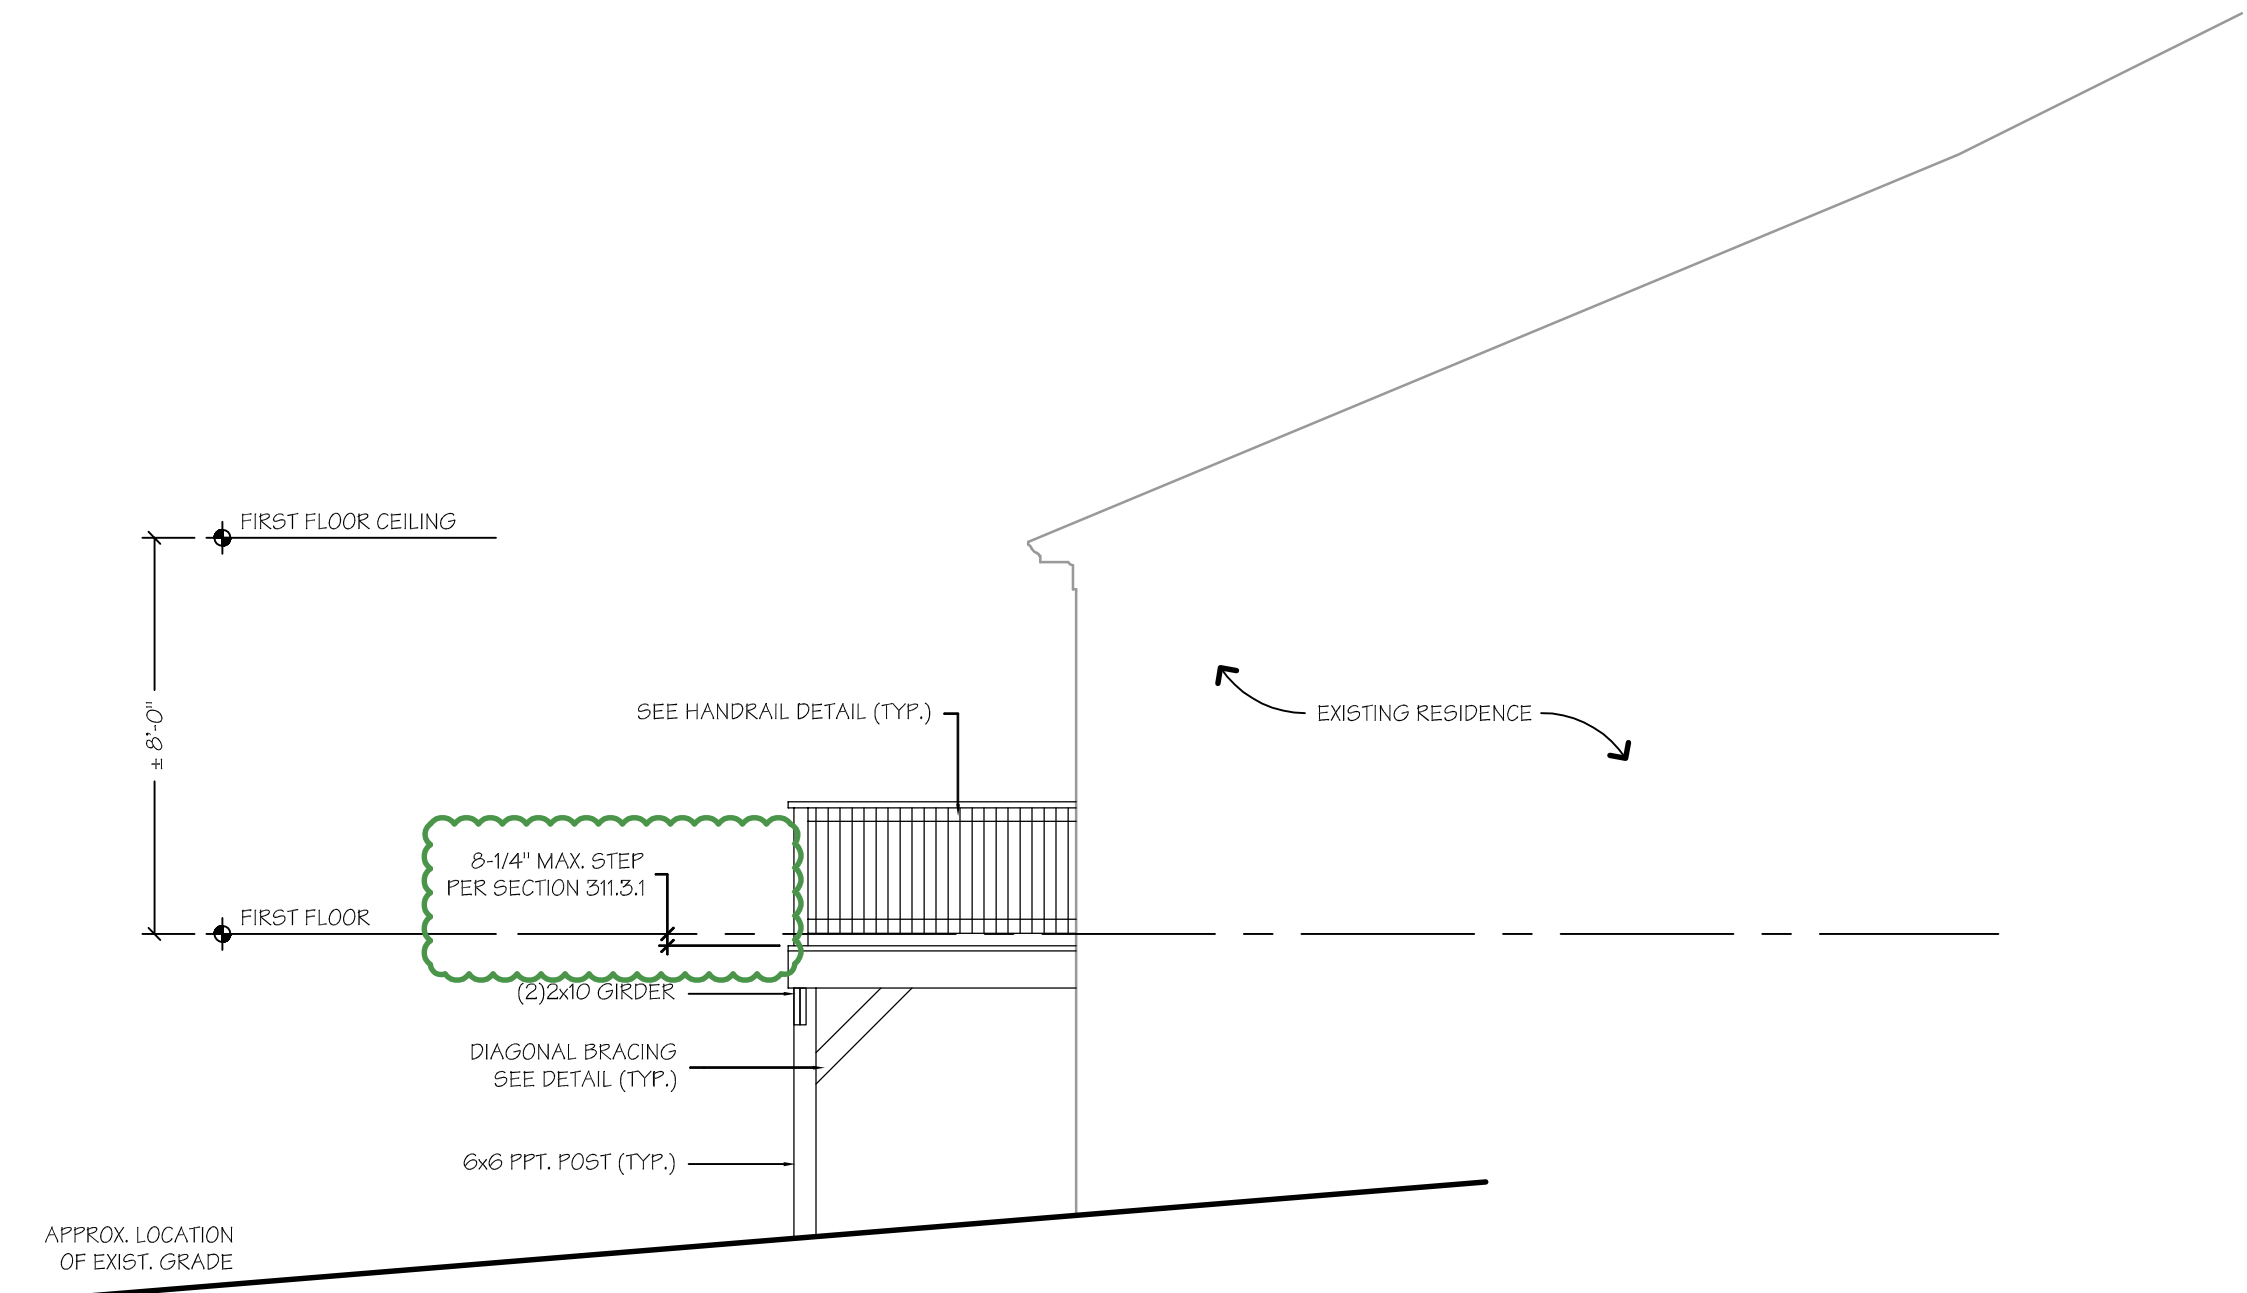 FIRST FLOOR CEILING
± 8'-0"
SEE HANDRAIL DETAIL (TYP.)
EXISTING RESIDENCE
8-1/4" MAX. STEP
PER SECTION 311.3.1
FIRST FLOOR
(2)2x10 GIRDER
DIAGONAL BRACING
SEE DETAIL (TYP.)
6x6 PPT. POST (TYP.)
APPROX. LOCATION
OF EXIST. GRADE